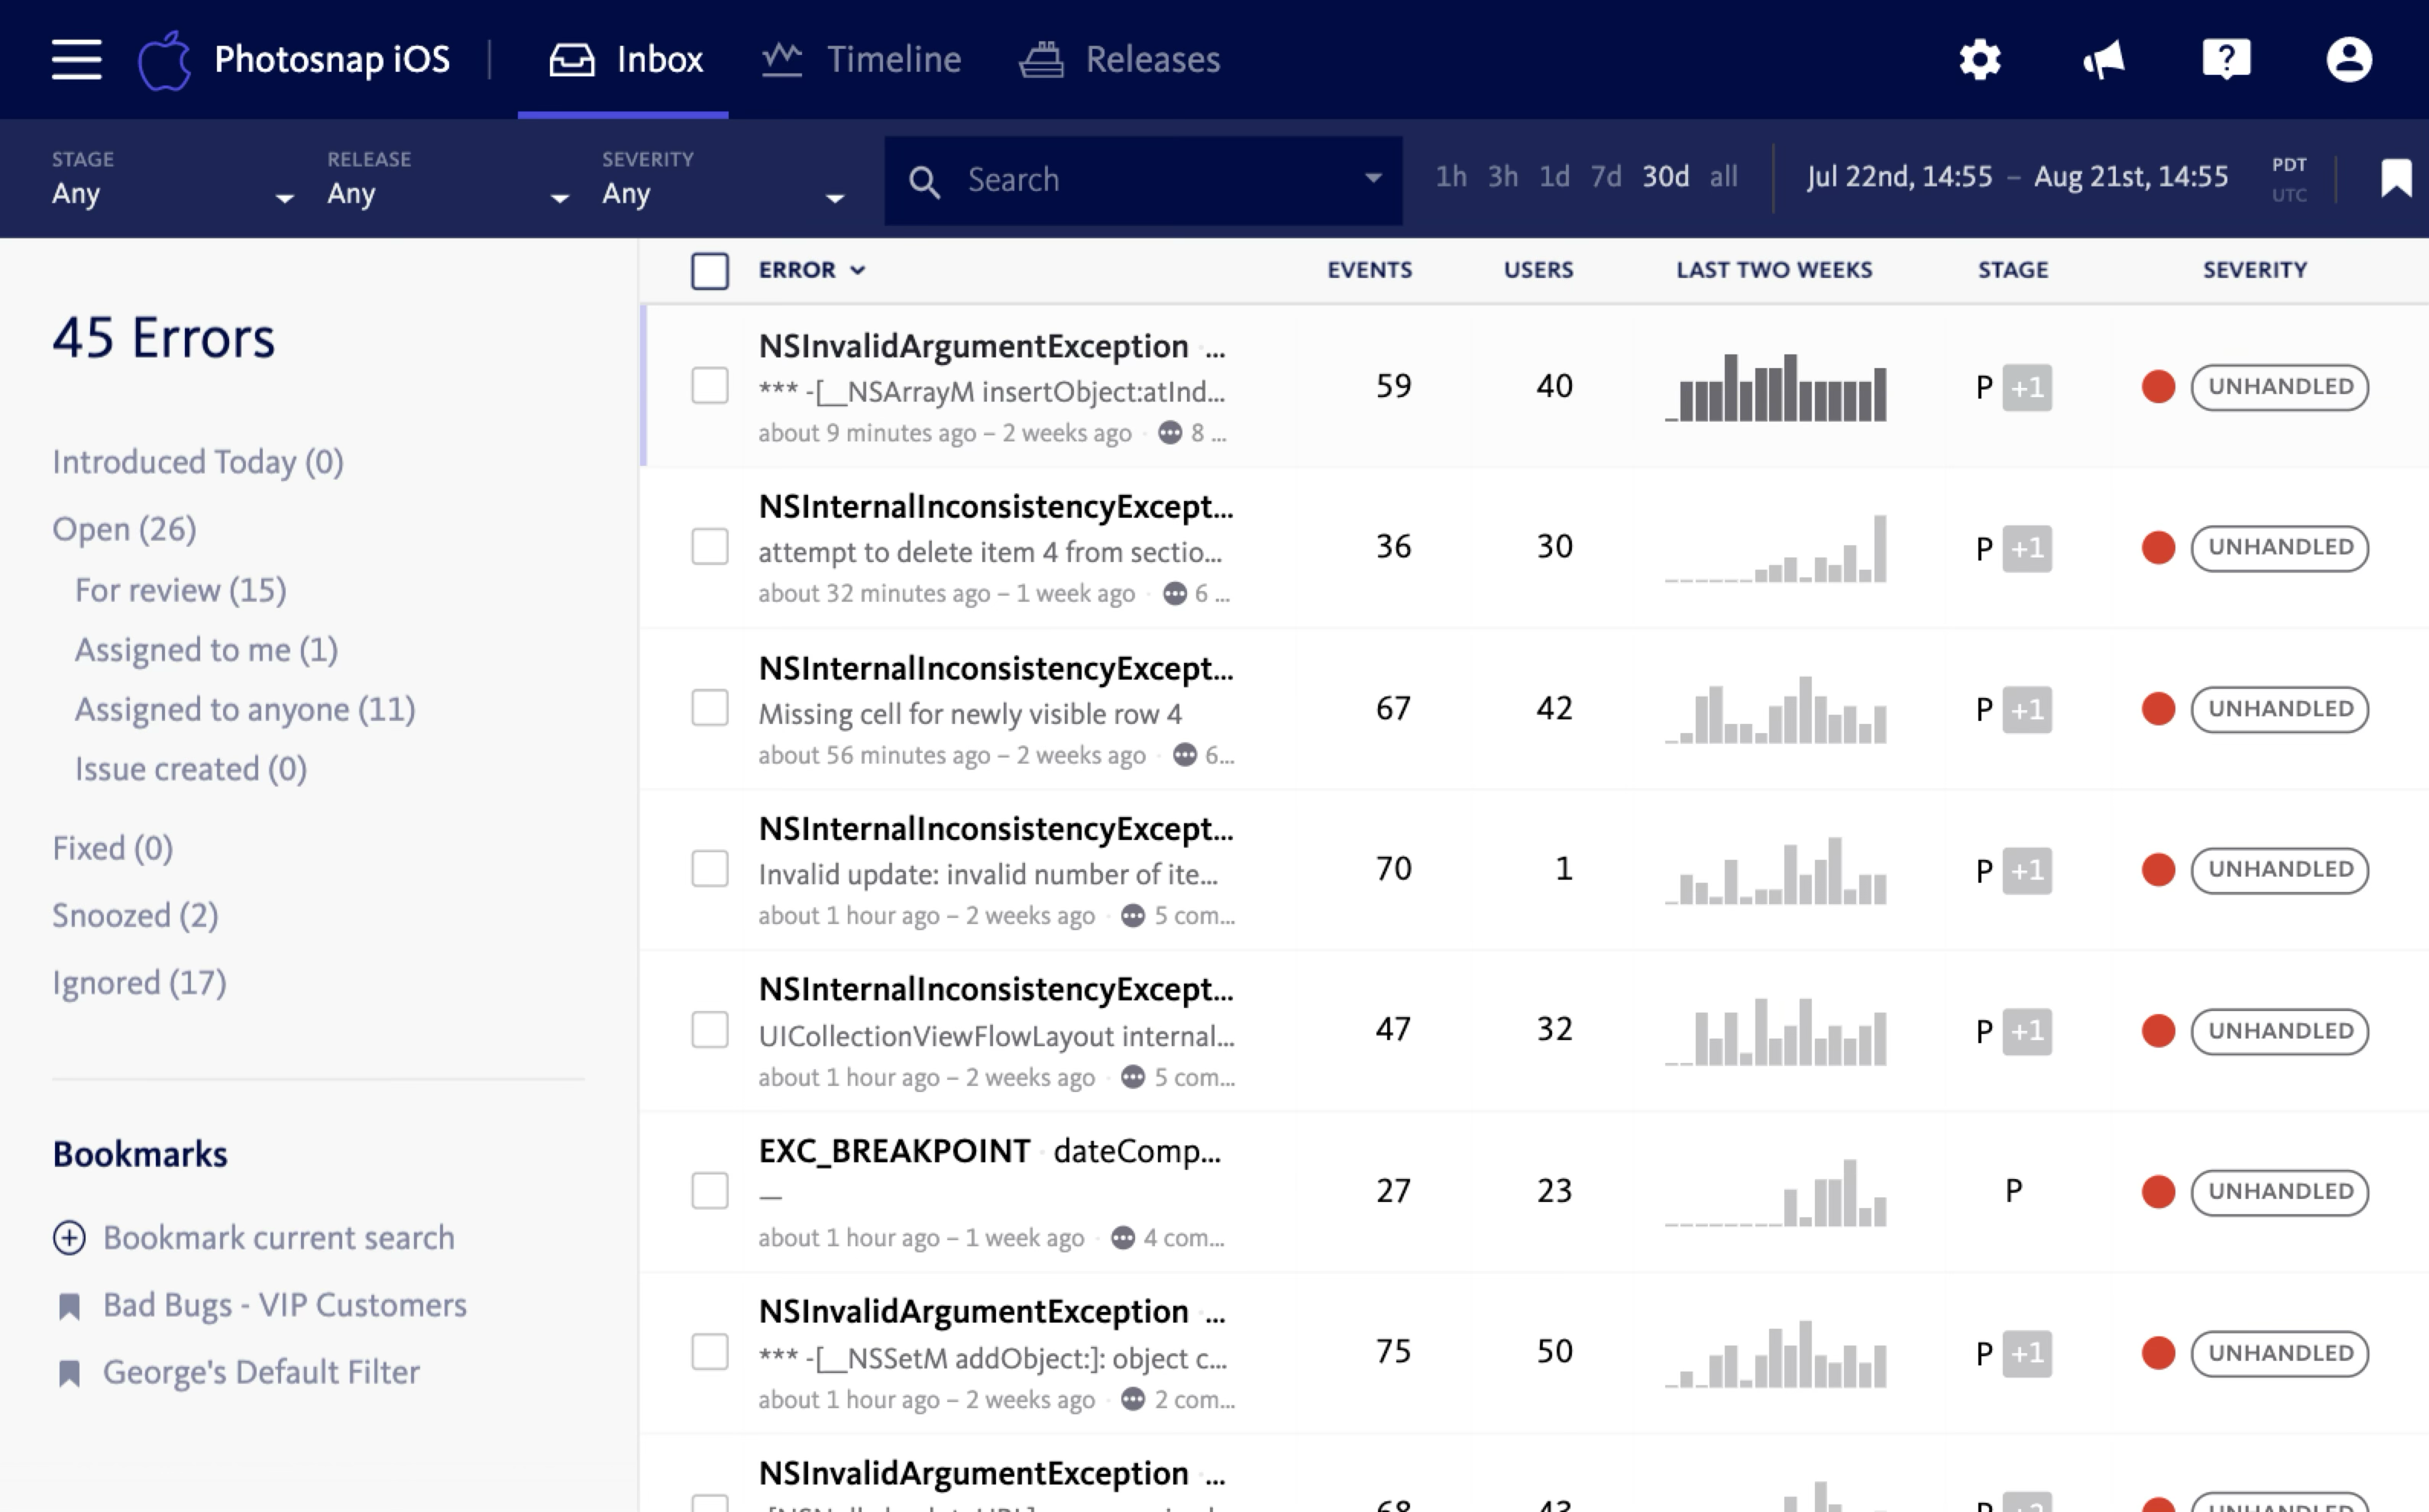 Photosnap iOS
Inbox
Timeline
Releases
STAGE
Any
RELEASE
Any
SEVERITY
Any
Search
1h 3h 1d 7d 30d all
Jul 22nd, 14:55 – Aug 21st, 14:55
PDT
UTC
45 Errors
Introduced Today (0)
Open (26)
For review (15)
Assigned to me (1)
Assigned to anyone (11)
Issue created (0)
Fixed (0)
Snoozed (2)
Ignored (17)
Bookmarks
Bookmark current search
Bad Bugs - VIP Customers
George's Default Filter
ERROR EVENTS USERS LAST TWO WEEKS STAGE SEVERITY
NSInvalidArgumentException · ...
*** -[__NSArrayM insertObject:atInd...
about 9 minutes ago – 2 weeks ago · 8 ...
59 40 P +1 UNHANDLED
NSInternalInconsistencyExcept...
attempt to delete item 4 from sectio...
about 32 minutes ago – 1 week ago · 6 ...
36 30 P +1 UNHANDLED
NSInternalInconsistencyExcept...
Missing cell for newly visible row 4
about 56 minutes ago – 2 weeks ago · 6...
67 42 P +1 UNHANDLED
NSInternalInconsistencyExcept...
Invalid update: invalid number of ite...
about 1 hour ago – 2 weeks ago · 5 com...
70 1 P +1 UNHANDLED
NSInternalInconsistencyExcept...
UICollectionViewFlowLayout internal...
about 1 hour ago – 2 weeks ago · 5 com...
47 32 P +1 UNHANDLED
EXC_BREAKPOINT · dateComp...
—
about 1 hour ago – 1 week ago · 4 com...
27 23 P UNHANDLED
NSInvalidArgumentException · ...
*** -[__NSSetM addObject:]: object c...
about 1 hour ago – 2 weeks ago · 2 com...
75 50 P +1 UNHANDLED
NSInvalidArgumentException · ...
68 43 P UNHANDLED